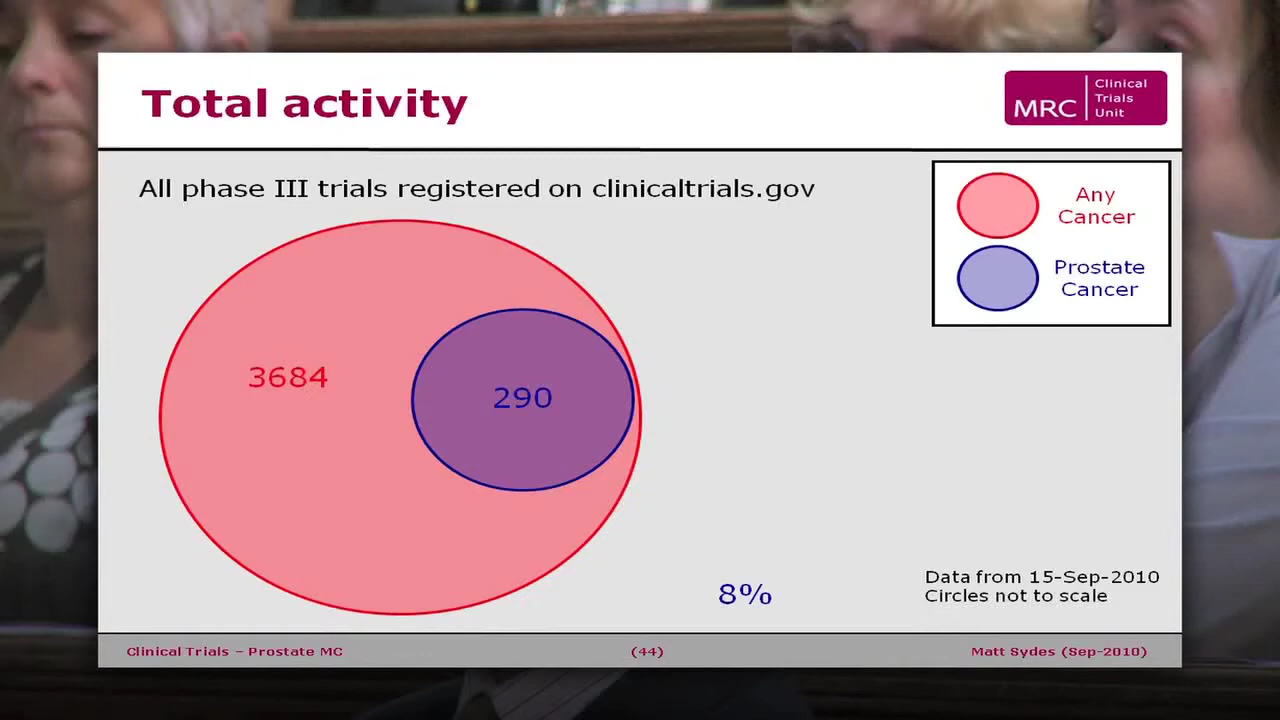 Total activity
MRC
Clinical
Trials
Unit
All phase III trials registered on clinicaltrials.gov
Any
Cancer
Prostate
Cancer
3684
290
8%
Data from 15-Sep-2010
Circles not to scale
Clinical Trials – Prostate MC
(44)
Matt Sydes (Sep-2010)